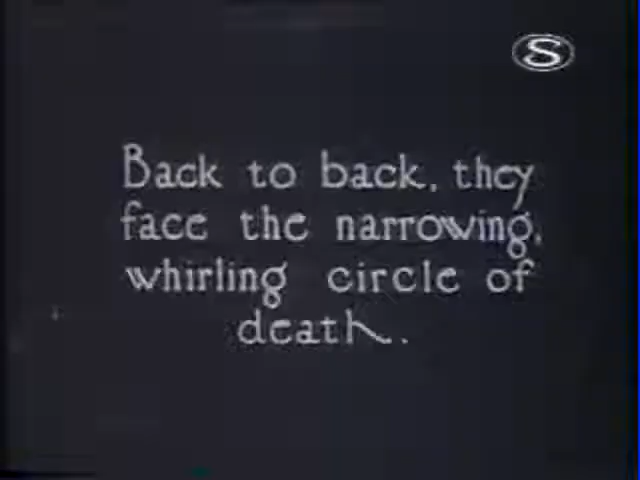 S
Back to back, they
face the narrowing,
whirling circle of
death.